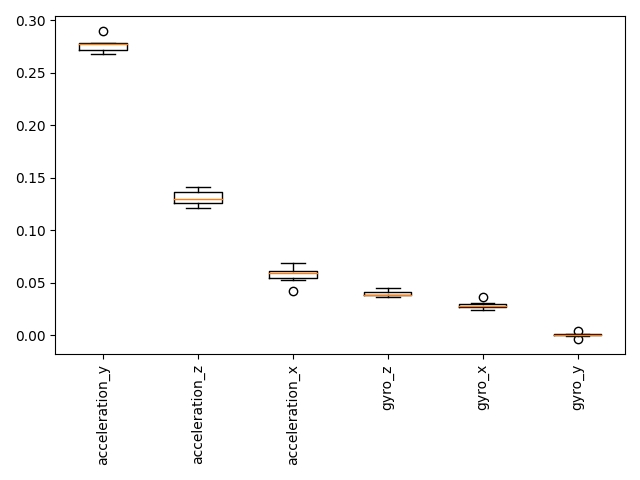 0.30
0.25
0.20
0.15
0.10
0.05
0.00
acceleration_y
acceleration_z
acceleration_x
gyro_z
gyro_x
gyro_y